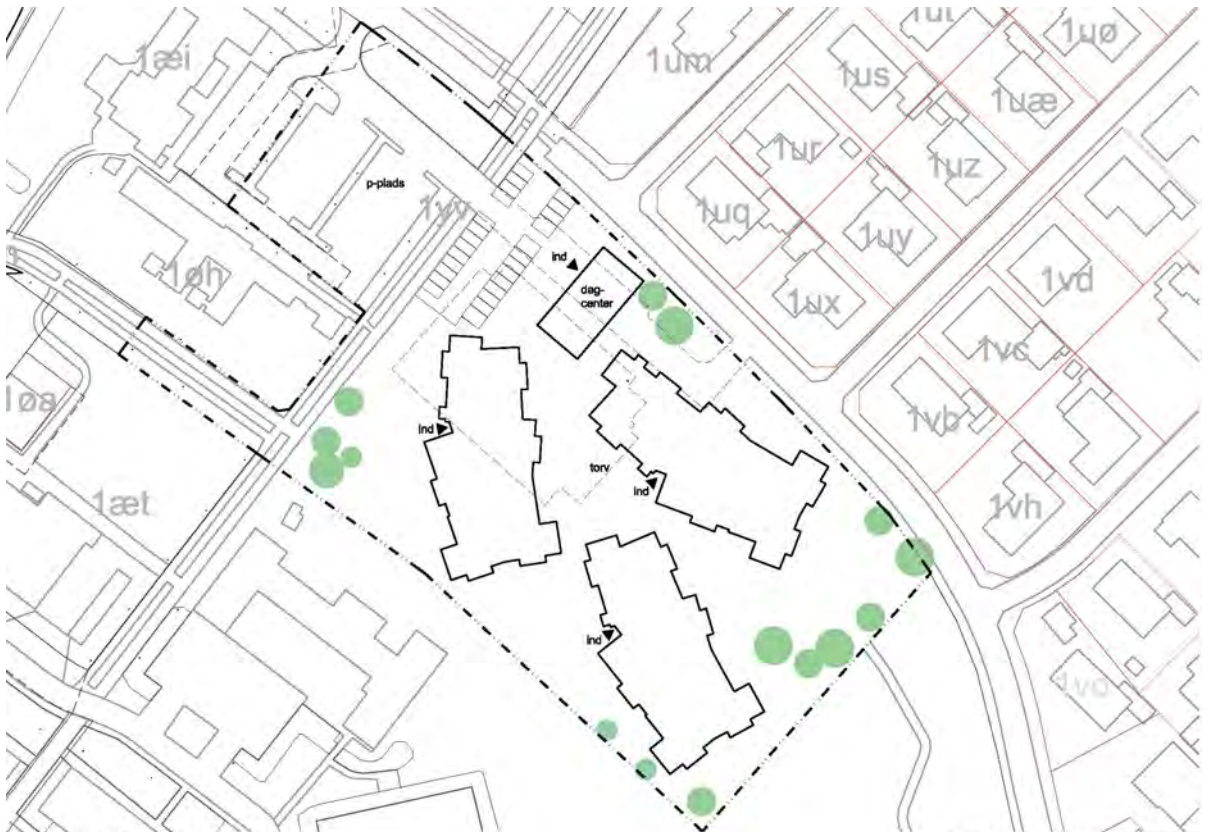 1ut
1uø
1æi
1um
1us
1uæ
1ur
1uz
p-plads
1yv
1uq
1uy
ind
1øh
dag-
center
1ux
1vd
1vc
1øa
1vb
ind
torv
ind
1æt
1vh
ind
1vo